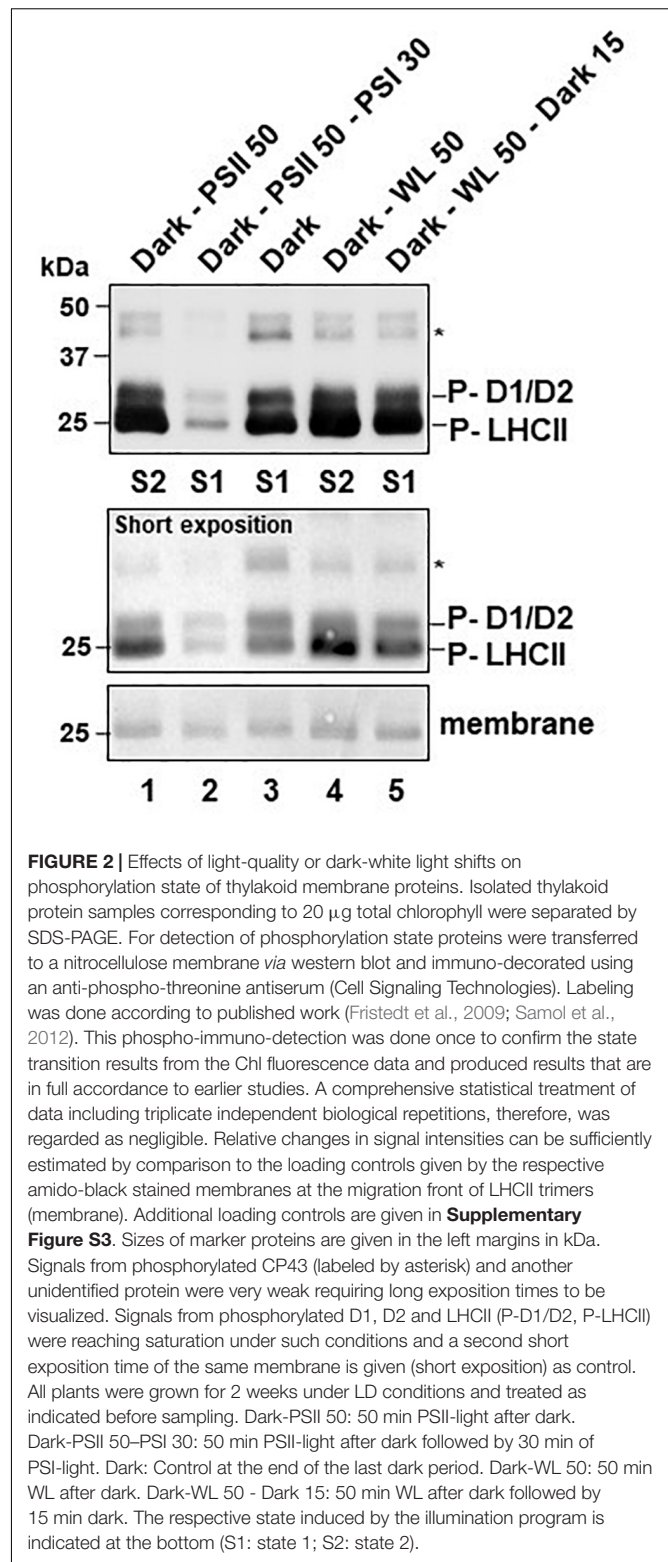 Dark - PSII 50
Dark - PSII 50 - PSI 30
Dark
Dark - WL 50
Dark - WL 50 - Dark 15
kDa
50
37
25
*
P- D1/D2
P- LHCII
S2 S1 S1 S2 S1
Short exposition
*
P- D1/D2
25
P- LHCII
25
membrane
1 2 3 4 5
FIGURE 2 | Effects of light-quality or dark-white light shifts on
phosphorylation state of thylakoid membrane proteins. Isolated thylakoid
protein samples corresponding to 20 μg total chlorophyll were separated by
SDS-PAGE. For detection of phosphorylation state proteins were transferred
to a nitrocellulose membrane via western blot and immuno-decorated using
an anti-phospho-threonine antiserum (Cell Signaling Technologies). Labeling
was done according to published work (Fristedt et al., 2009; Samol et al.,
2012). This phospho-immuno-detection was done once to confirm the state
transition results from the Chl fluorescence data and produced results that are
in full accordance to earlier studies. A comprehensive statistical treatment of
data including triplicate independent biological repetitions, therefore, was
regarded as negligible. Relative changes in signal intensities can be sufficiently
estimated by comparison to the loading controls given by the respective
amido-black stained membranes at the migration front of LHCII trimers
(membrane). Additional loading controls are given in Supplementary
Figure S3. Sizes of marker proteins are given in the left margins in kDa.
Signals from phosphorylated CP43 (labeled by asterisk) and another
unidentified protein were very weak requiring long exposition times to be
visualized. Signals from phosphorylated D1, D2 and LHCII (P-D1/D2, P-LHCII)
were reaching saturation under such conditions and a second short
exposition time of the same membrane is given (short exposition) as control.
All plants were grown for 2 weeks under LD conditions and treated as
indicated before sampling. Dark-PSII 50: 50 min PSII-light after dark.
Dark-PSII 50–PSI 30: 50 min PSII-light after dark followed by 30 min of
PSI-light. Dark: Control at the end of the last dark period. Dark-WL 50: 50 min
WL after dark. Dark-WL 50 - Dark 15: 50 min WL after dark followed by
15 min dark. The respective state induced by the illumination program is
indicated at the bottom (S1: state 1; S2: state 2).